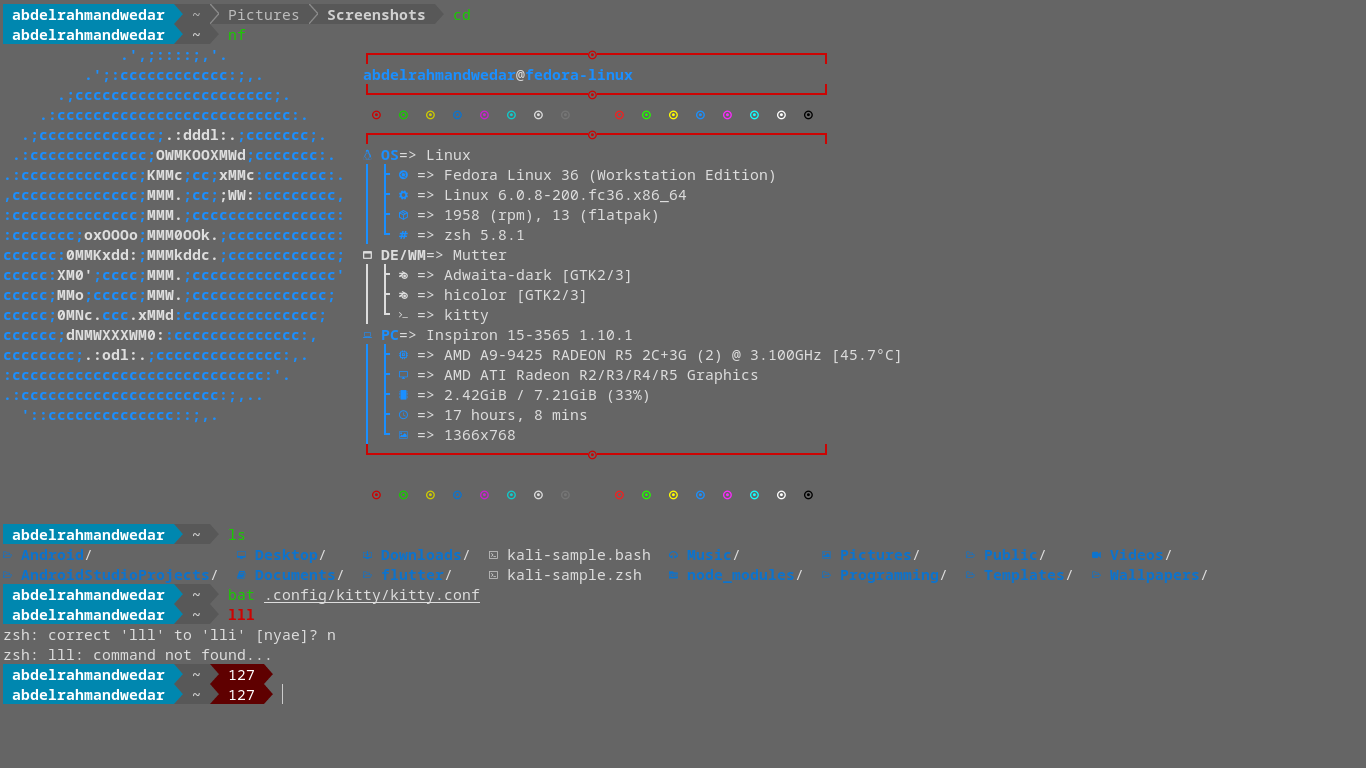 abdelrahmandwedar ~ Pictures Screenshots cd
abdelrahmandwedar ~ nf
abdelrahmandwedar@fedora-linux
OS=> Linux
=> Fedora Linux 36 (Workstation Edition)
=> Linux 6.0.8-200.fc36.x86_64
=> 1958 (rpm), 13 (flatpak)
=> zsh 5.8.1
DE/WM=> Mutter
=> Adwaita-dark [GTK2/3]
=> hicolor [GTK2/3]
=> kitty
PC=> Inspiron 15-3565 1.10.1
=> AMD A9-9425 RADEON R5 2C+3G (2) @ 3.100GHz [45.7°C]
=> AMD ATI Radeon R2/R3/R4/R5 Graphics
=> 2.42GiB / 7.21GiB (33%)
=> 17 hours, 8 mins
=> 1366x768
abdelrahmandwedar ~ ls
Android/ Desktop/ Downloads/ kali-sample.bash Music/ Pictures/ Public/ Videos/
AndroidStudioProjects/ Documents/ flutter/ kali-sample.zsh node_modules/ Programming/ Templates/ Wallpapers/
abdelrahmandwedar ~ bat .config/kitty/kitty.conf
abdelrahmandwedar ~ lll
zsh: correct 'lll' to 'lli' [nyae]? n
zsh: lll: command not found...
abdelrahmandwedar ~ 127
abdelrahmandwedar ~ 127